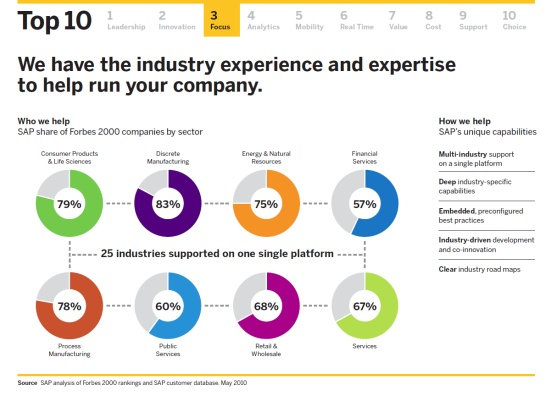 Top 10
1 Leadership
2 Innovation
3 Focus
4 Analytics
5 Mobility
6 Real Time
7 Value
8 Cost
9 Support
10 Choice
We have the industry experience and expertise
to help run your company.
Who we help
SAP share of Forbes 2000 companies by sector
Consumer Products
& Life Sciences
79%
Discrete
Manufacturing
83%
Energy & Natural
Resources
75%
Financial
Services
57%
25 industries supported on one single platform
78%
Process
Manufacturing
60%
Public
Services
68%
Retail &
Wholesale
67%
Services
How we help
SAP's unique capabilities
Multi-industry support
on a single platform
Deep industry-specific
capabilities
Embedded, preconfigured
best practices
Industry-driven development
and co-innovation
Clear industry road maps
Source SAP analysis of Forbes 2000 rankings and SAP customer database, May 2010